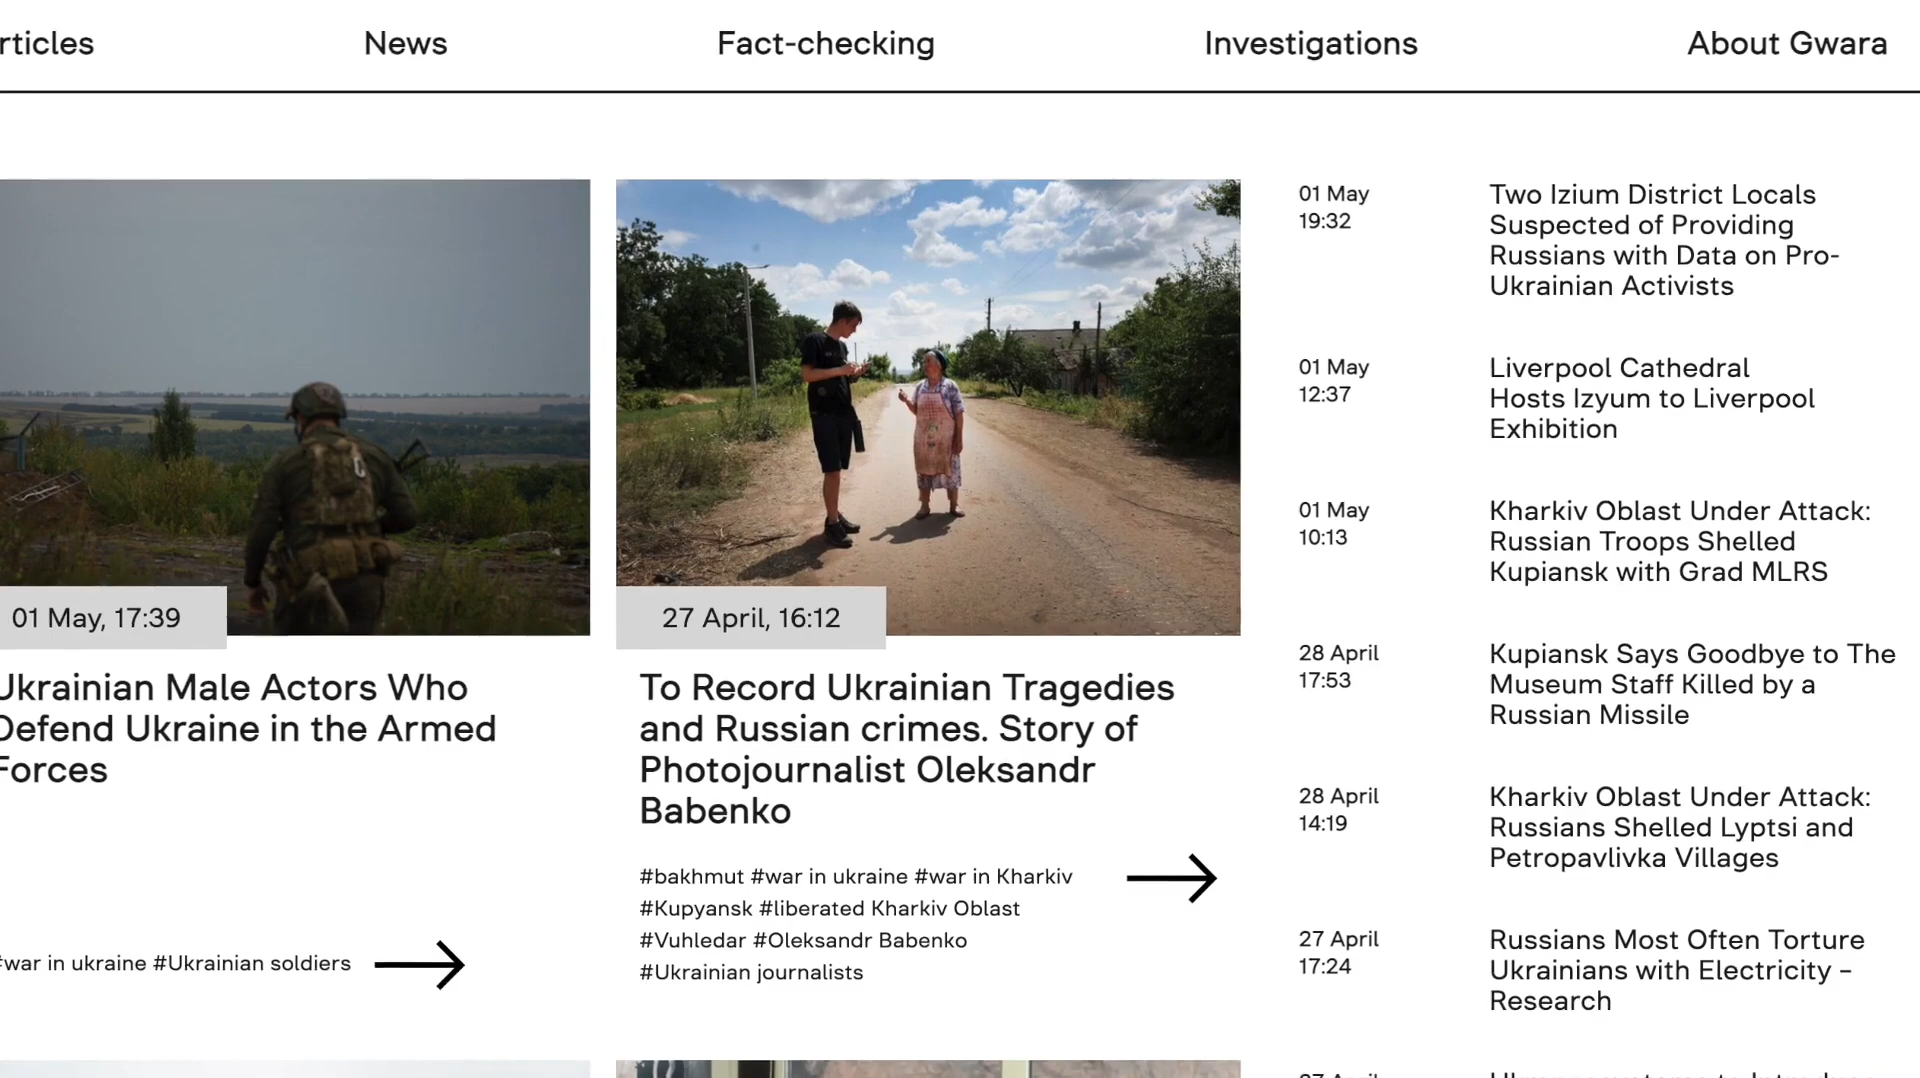 rticles
News
Fact-checking
Investigations
About Gwara
01 May, 17:39
Ukrainian Male Actors Who
Defend Ukraine in the Armed
Forces
#war in ukraine #Ukrainian soldiers
27 April, 16:12
To Record Ukrainian Tragedies
and Russian crimes. Story of
Photojournalist Oleksandr
Babenko
#bakhmut #war in ukraine #war in Kharkiv
#Kupyansk #liberated Kharkiv Oblast
#Vuhledar #Oleksandr Babenko
#Ukrainian journalists
01 May
19:32
Two Izium District Locals
Suspected of Providing
Russians with Data on Pro-
Ukrainian Activists
01 May
12:37
Liverpool Cathedral
Hosts Izyum to Liverpool
Exhibition
01 May
10:13
Kharkiv Oblast Under Attack:
Russian Troops Shelled
Kupiansk with Grad MLRS
28 April
17:53
Kupiansk Says Goodbye to The
Museum Staff Killed by a
Russian Missile
28 April
14:19
Kharkiv Oblast Under Attack:
Russians Shelled Lyptsi and
Petropavlivka Villages
27 April
17:24
Russians Most Often Torture
Ukrainians with Electricity –
Research